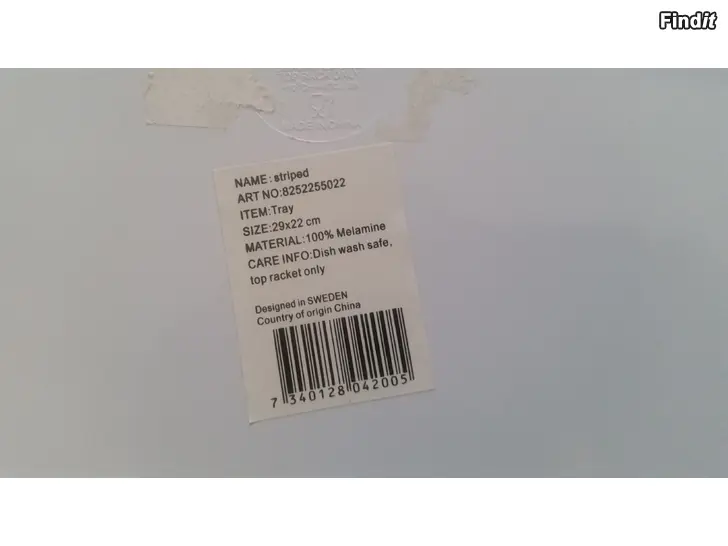 Findit
NAME: striped
ART NO:8252255022
ITEM:Tray
SIZE:29x22 cm
MATERIAL:100% Melamine
CARE INFO:Dish wash safe,
top racket only
Designed in SWEDEN
Country of origin China
7 340128 042005